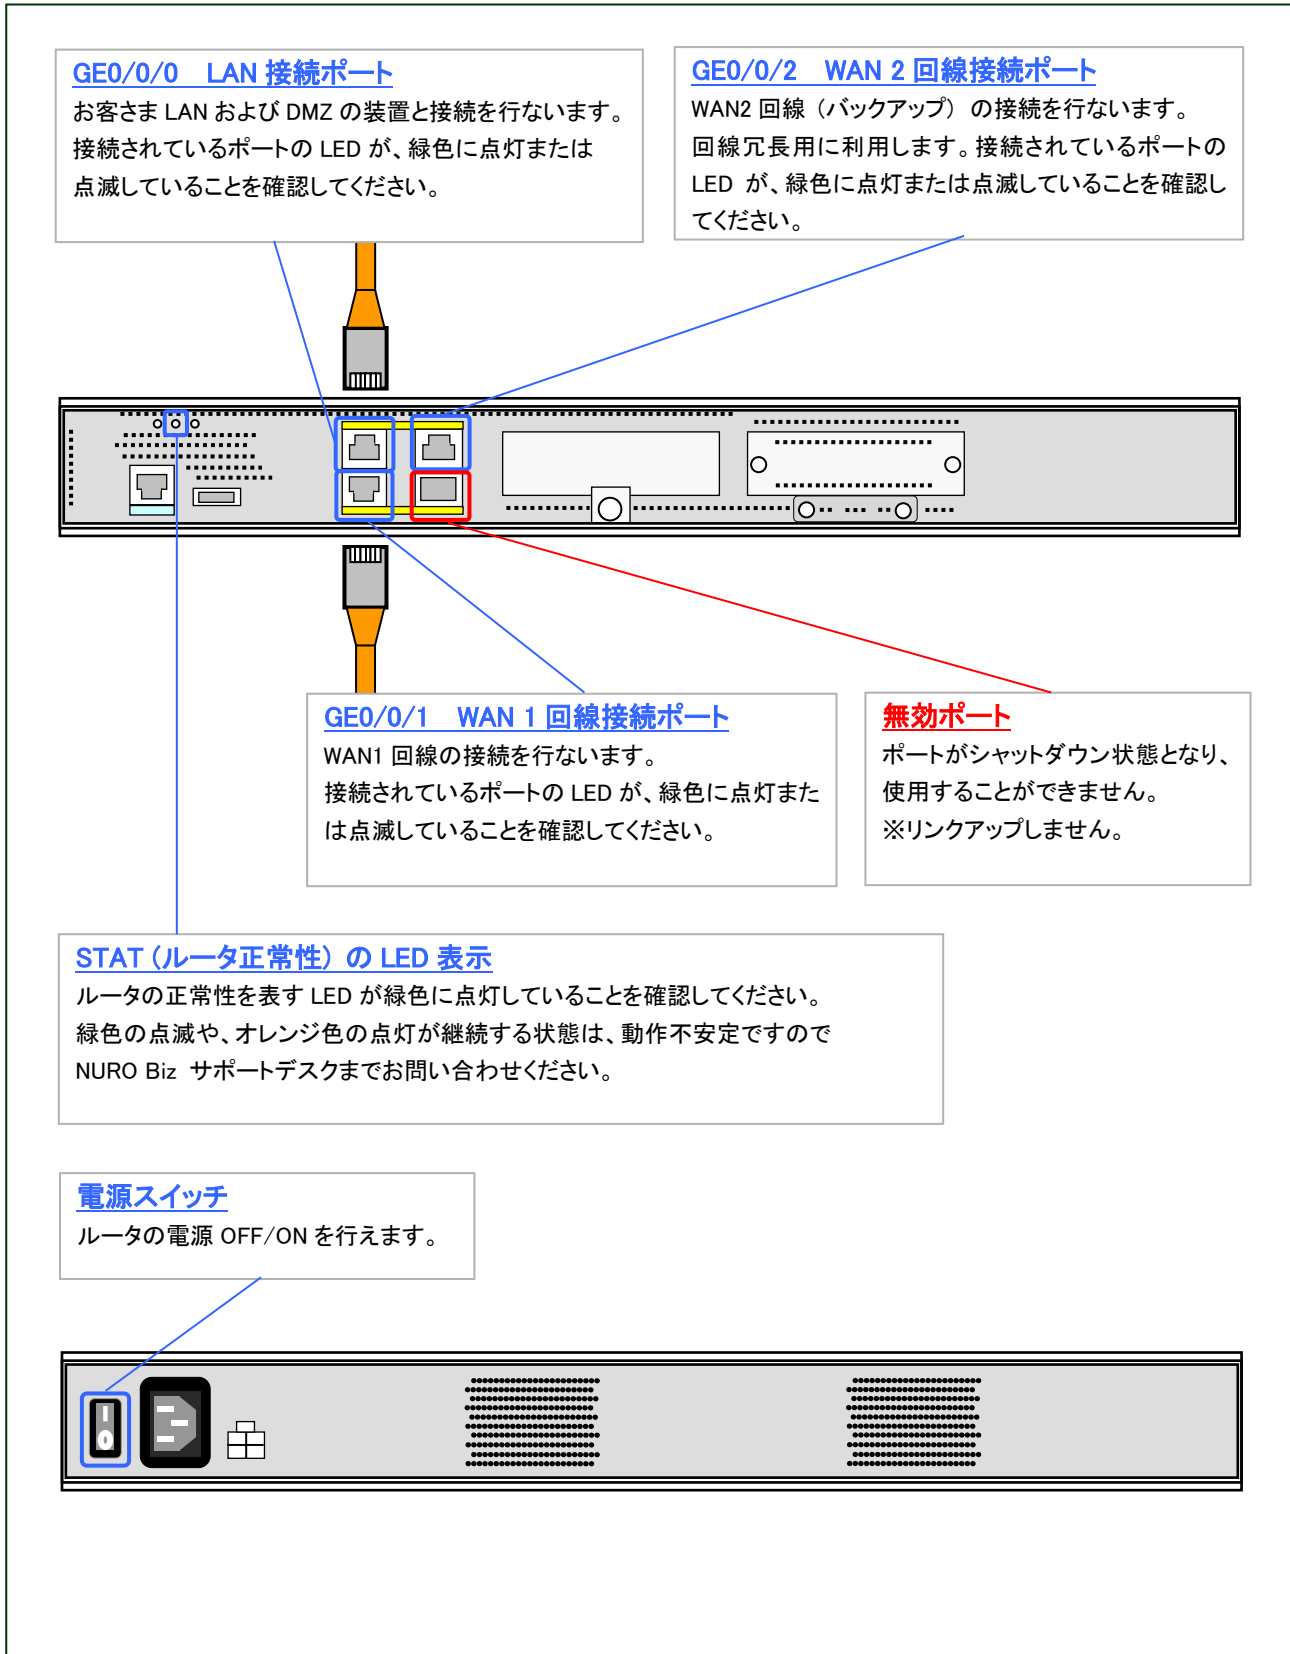 GE0/0/0　LAN 接続ポート
お客さま LAN および DMZ の装置と接続を行ないます。
接続されているポートの LED が、緑色に点灯または
点滅していることを確認してください。
GE0/0/2　WAN 2 回線接続ポート
WAN2 回線（バックアップ）の接続を行ないます。
回線冗長用に利用します。接続されているポートの
LED が、緑色に点灯または点滅していることを確認し
てください。
GE0/0/1　WAN 1 回線接続ポート
WAN1 回線の接続を行ないます。
接続されているポートの LED が、緑色に点灯また
は点滅していることを確認してください。
無効ポート
ポートがシャットダウン状態となり、
使用することができません。
※リンクアップしません。
STAT（ルータ正常性）の LED 表示
ルータの正常性を表す LED が緑色に点灯していることを確認してください。
緑色の点滅や、オレンジ色の点灯が継続する状態は、動作不安定ですので
NURO Biz サポートデスクまでお問い合わせください。
電源スイッチ
ルータの電源 OFF/ON を行えます。